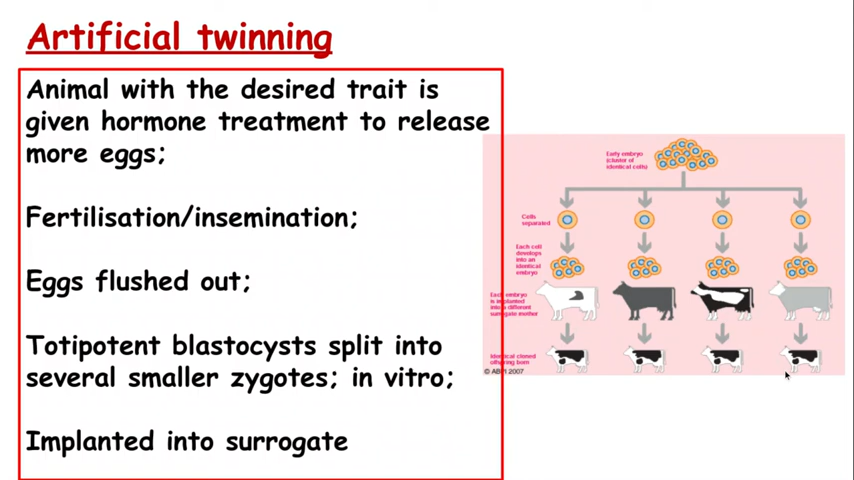 Artificial twinning
Animal with the desired trait is
given hormone treatment to release
more eggs;
Fertilisation/insemination;
Eggs flushed out;
Totipotent blastocysts split into
several smaller zygotes; in vitro;
Implanted into surrogate
Early embryo
(cluster of
identical cells)
Cells
separated
Each cell
develops
into an
identical
embryo
Each embryo
is implanted
into a different
surrogate mother
Identical cloned
offspring born
© ABPI 2007